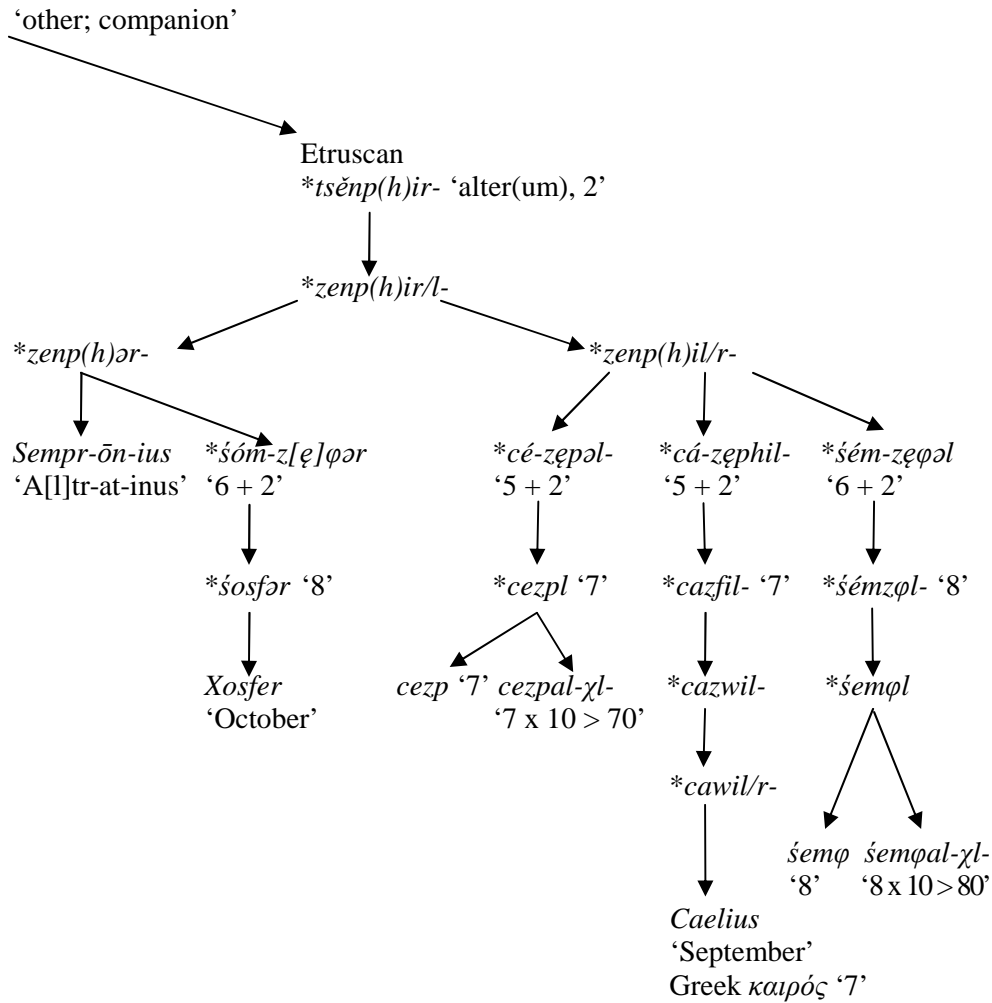 ‘other; companion’
Etruscan
*tsĕnp(h)ir- ‘alter(um), 2’
*zenp(h)ir/l-
*zenp(h)ər- *zenp(h)il/r-
Sempr-ōn-ius *śóm-z[ę]φər *cé-zępəl- *cá-zęphil- *śém-zęφəl
‘A[l]tr-at-inus’ ‘6 + 2’ ‘5 + 2’ ‘5 + 2’ ‘6 + 2’
*śosfər ‘8’ *cezpl ‘7’ *cazfil- ‘7’ *śémzφl- ‘8’
Xosfer cezp ‘7’ cezpal-χl- *cazwil- *śemφl
‘October’ ‘7 x 10 > 70’
*cawil/r-
śemφ śemφal-χl-
‘8’ ‘8 x 10 > 80’
Caelius
‘September’
Greek καιρός ‘7’